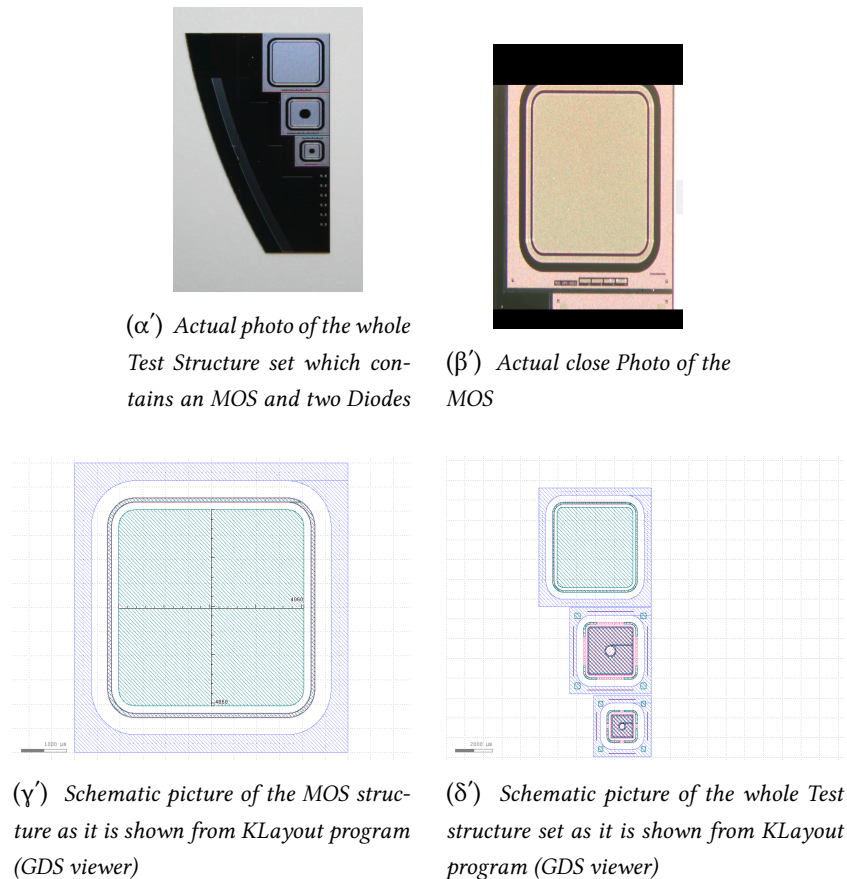 (α′) Actual photo of the whole
Test Structure set which con-
tains an MOS and two Diodes
(β′) Actual close Photo of the
MOS
4060
4060
1000 μm
2000 μm
(γ′) Schematic picture of the MOS struc-
ture as it is shown from KLayout program
(GDS viewer)
(δ′) Schematic picture of the whole Test
structure set as it is shown from KLayout
program (GDS viewer)